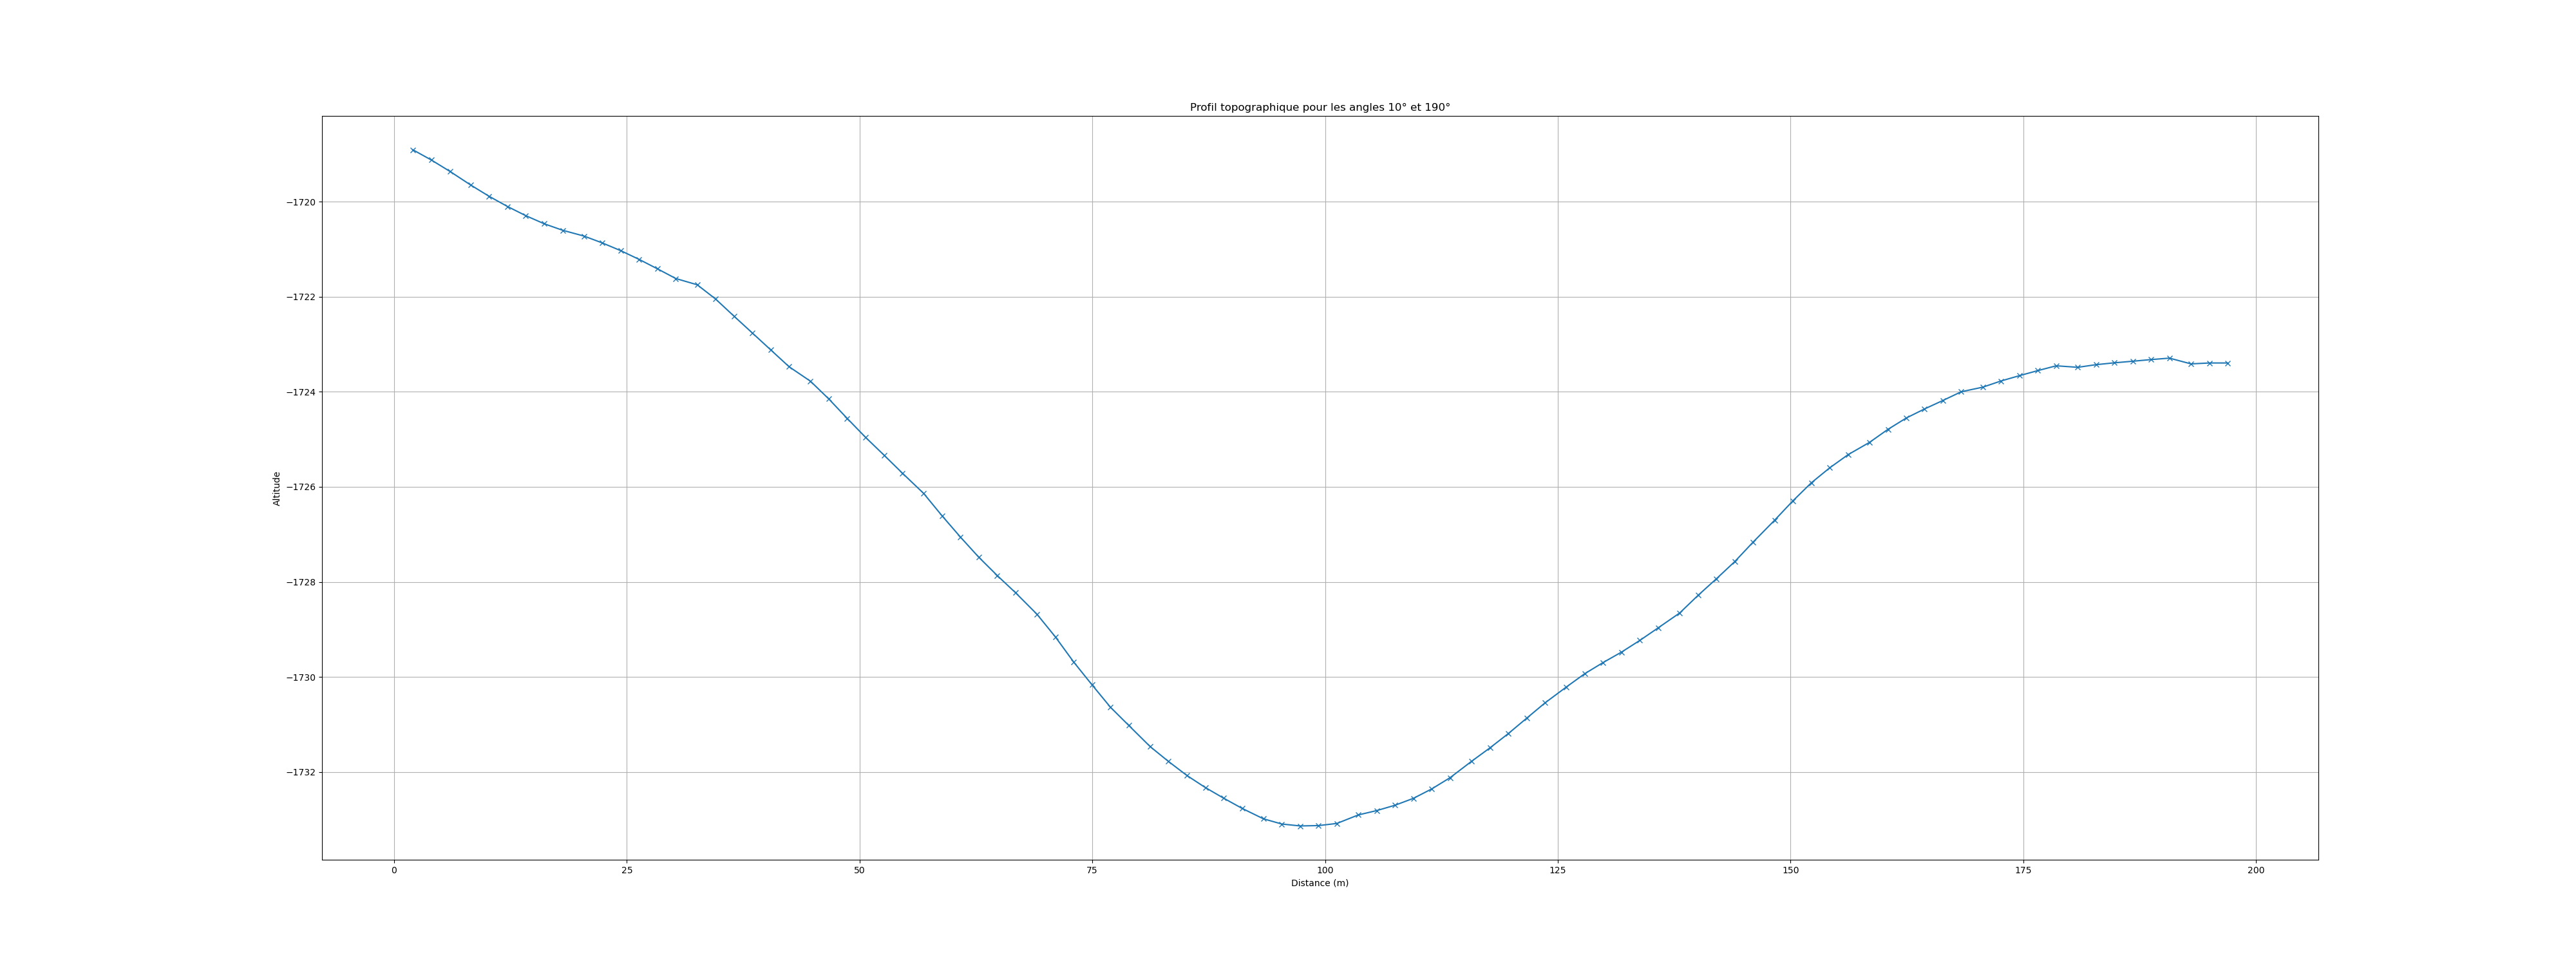 Profil topographique pour les angles 10° et 190°
−1720
−1722
−1724
−1726
−1728
−1730
−1732
Altitude
0 25 50 75 100 125 150 175 200
Distance (m)